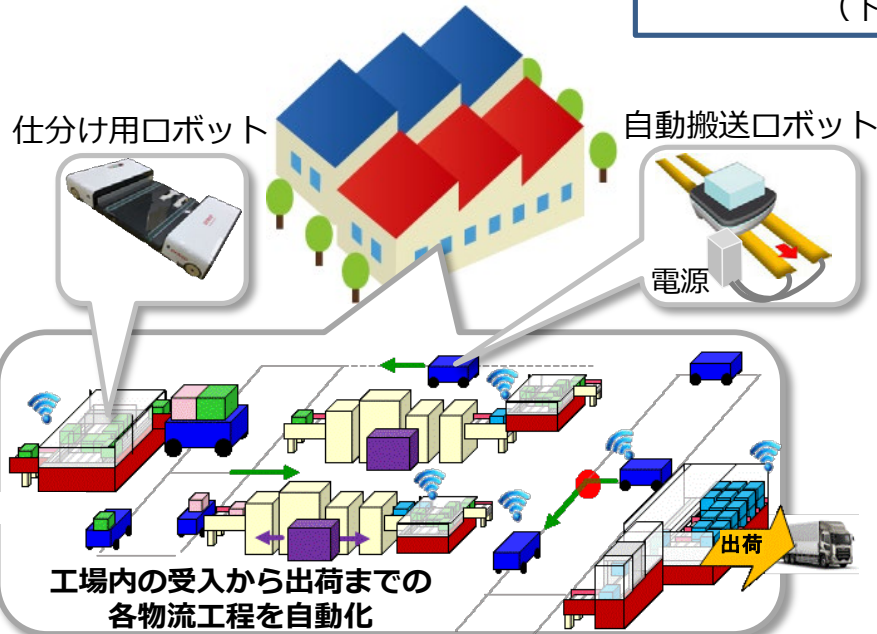 （ト
仕分け用ロボット
自動搬送ロボット
電源
出荷
工場内の受入から出荷までの
各物流工程を自動化